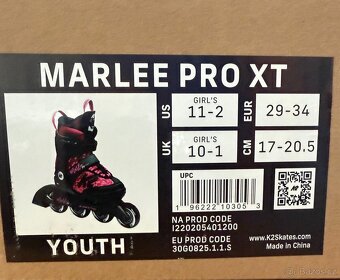 MARLEE PRO XT
US
GIRL'S
11-2
EUR
29-34
UK
GIRL'S
10-1
CM
17-20.5
UPC
1 96222 10305 3
NA PROD CODE
I220205401200
EU PROD CODE
30G0825.1.1.S
www.K2Skates.com
Made in China
YOUTH